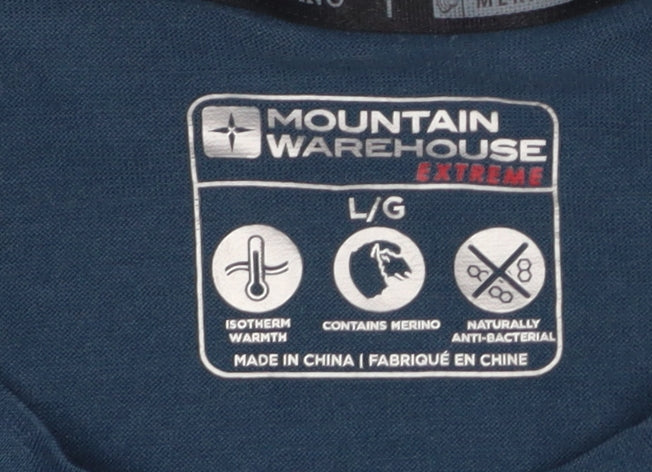 MOUNTAIN
WAREHOUSE
EXTREME
L/G
ISOTHERM
WARMTH
CONTAINS MERINO
NATURALLY
ANTI-BACTERIAL
MADE IN CHINA | FABRIQUÉ EN CHINE